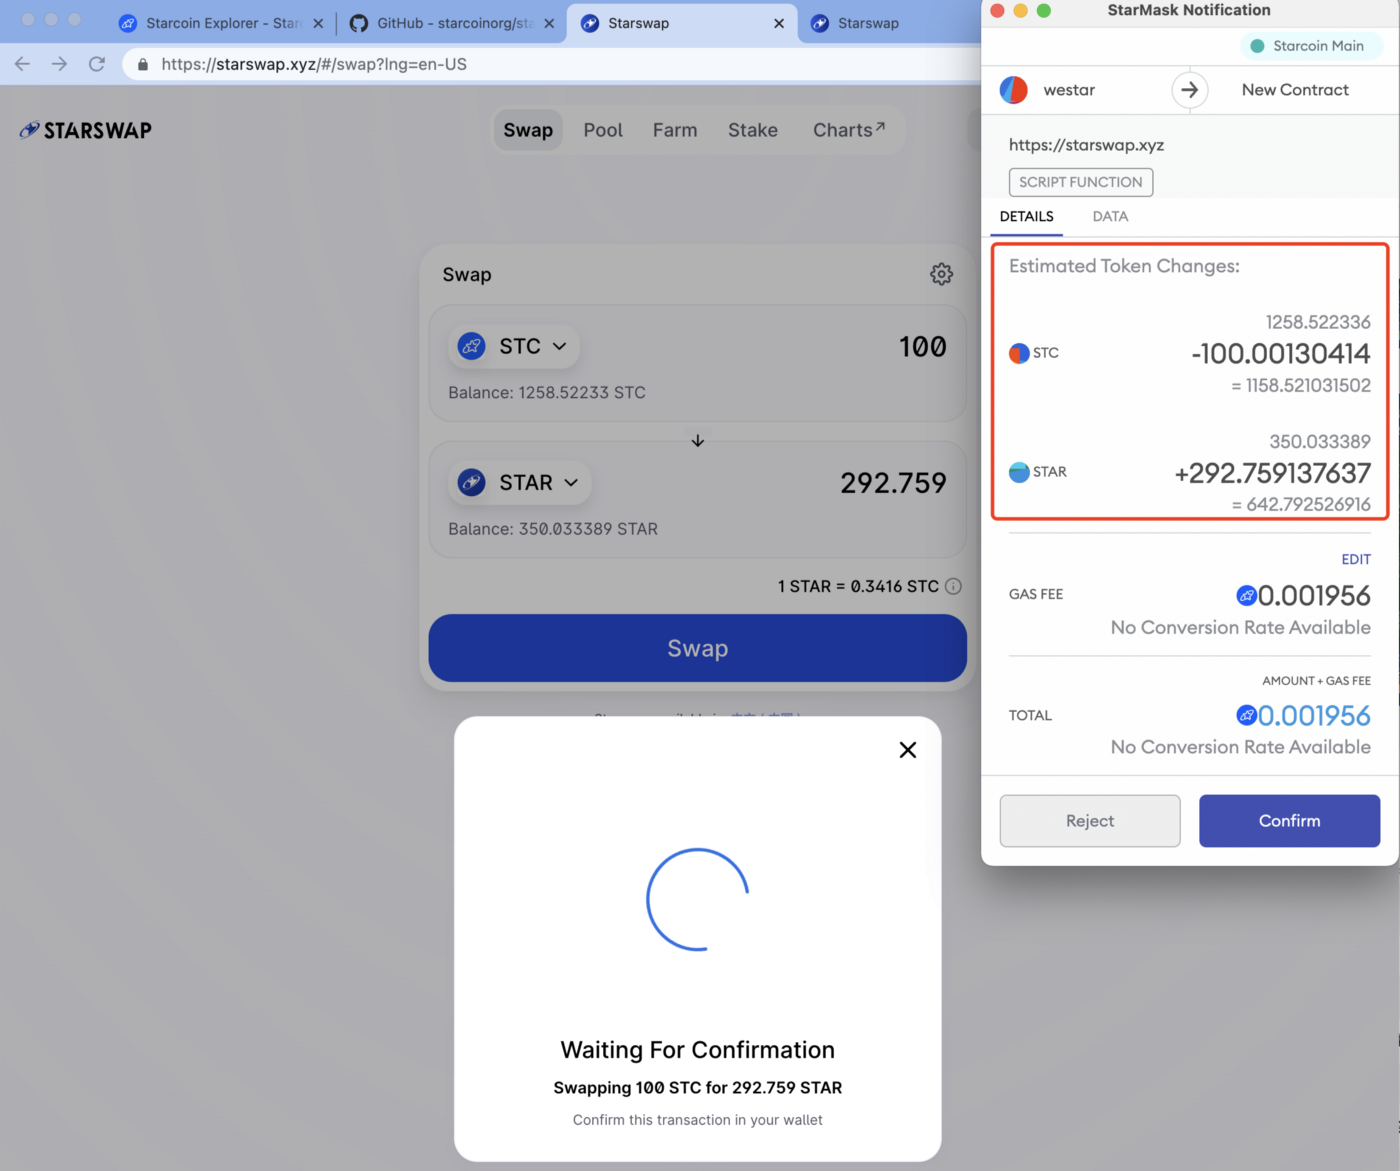 Starcoin Explorer - Star
GitHub - starcoinorg/sta
Starswap
Starswap
https://starswap.xyz/#/swap?lng=en-US
STARSWAP
Swap
Pool
Farm
Stake
Charts↗
Swap
STC
100
Balance: 1258.52233 STC
STAR
292.759
Balance: 350.033389 STAR
1 STAR = 0.3416 STC
Swap
Waiting For Confirmation
Swapping 100 STC for 292.759 STAR
Confirm this transaction in your wallet
StarMask Notification
Starcoin Main
westar
New Contract
https://starswap.xyz
SCRIPT FUNCTION
DETAILS
DATA
Estimated Token Changes:
1258.522336
STC
-100.00130414
= 1158.521031502
350.033389
STAR
+292.759137637
= 642.792526916
EDIT
GAS FEE
0.001956
No Conversion Rate Available
AMOUNT + GAS FEE
TOTAL
0.001956
No Conversion Rate Available
Reject
Confirm